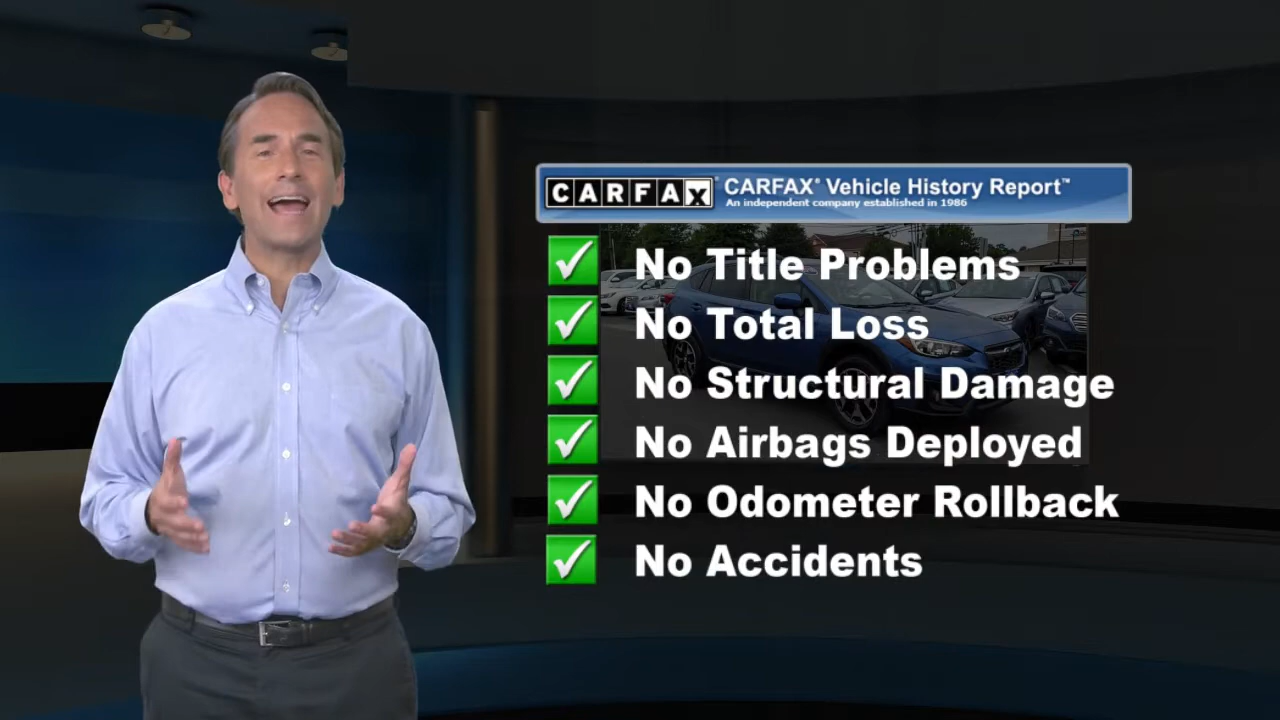 CARFAX® CARFAX® Vehicle History Report™
An independent company established in 1986
No Title Problems
No Total Loss
No Structural Damage
No Airbags Deployed
No Odometer Rollback
No Accidents